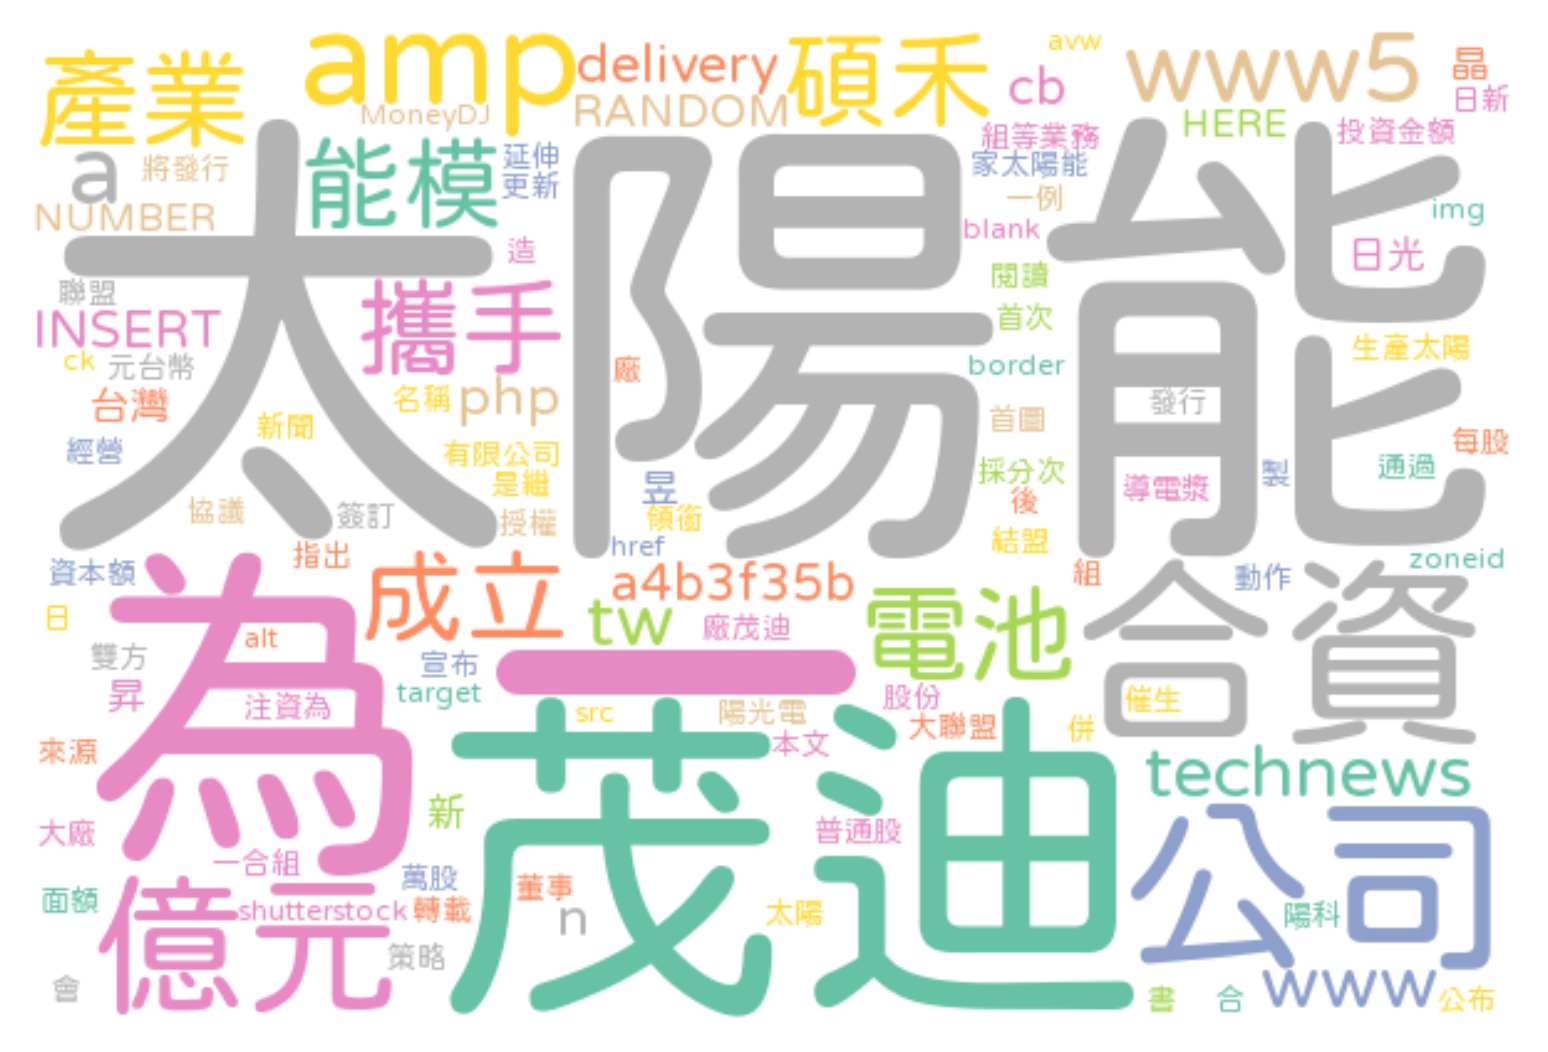 產業
amp
delivery
碩禾
avw
www5
晶
cb
日新
MoneyDJ
RANDOM
HERE
投資金額
a
將發行
能模
延伸
更新
組等業務
家太陽能
一例
img
NUMBER
造
blank
日光
太陽能
聯盟
攜手
閱讀
首次
INSERT
ck
元台幣
廠
border
生產太陽
台灣
名稱
php
首圖
發行
新聞
經營
有限公司
每股
是繼
昱
採分次
導電漿
製
通過
協議
簽訂
授權
領銜
後
結盟
指出
href
zoneid
資本額
成立
a4b3f35b
組
動作
日
為
tw
廠茂迪
電池
合資
alt
雙方
宣布
一
昇
target
股份
催生
注資為
src
陽光電
大聯盟
併
來源
本文
茂迪
technews
大廠
新
普通股
公司
一合組
萬股
面額
億元
董事
shutterstock
轉載
n
太陽
陽科
策略
會
書
合
www
公布